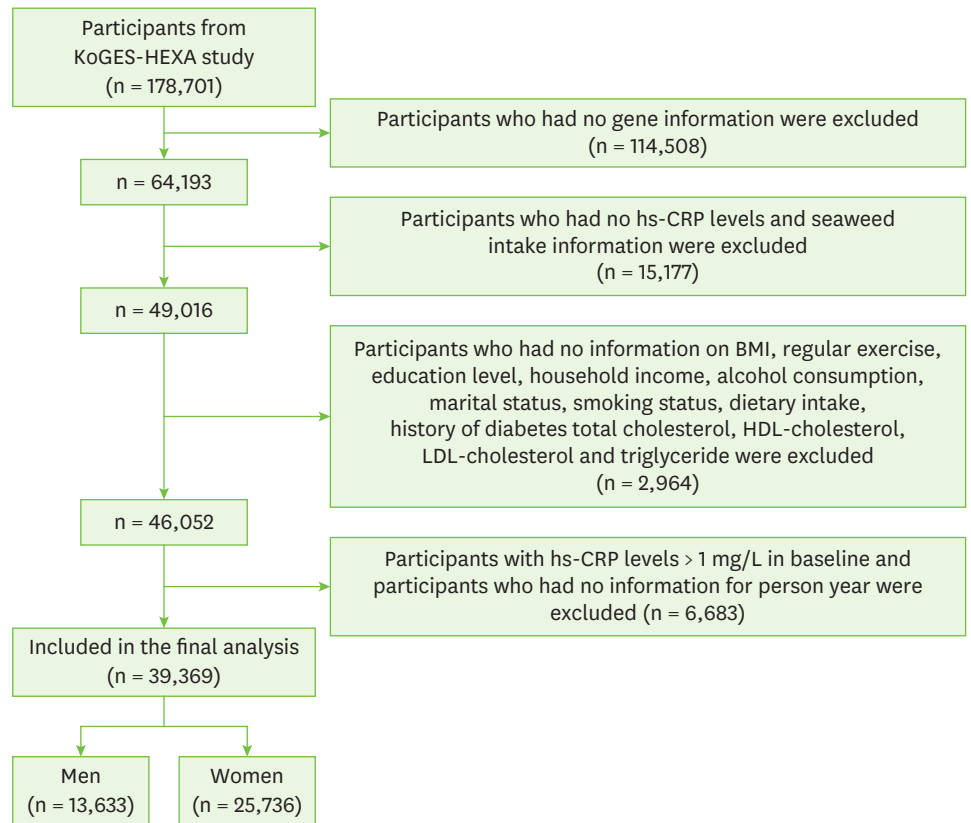 Participants from
KoGES-HEXA study
(n = 178,701)
Participants who had no gene information were excluded
(n = 114,508)
n = 64,193
Participants who had no hs-CRP levels and seaweed
intake information were excluded
(n = 15,177)
n = 49,016
Participants who had no information on BMI, regular exercise,
education level, household income, alcohol consumption,
marital status, smoking status, dietary intake,
history of diabetes total cholesterol, HDL-cholesterol,
LDL-cholesterol and triglyceride were excluded
(n = 2,964)
n = 46,052
Participants with hs-CRP levels > 1 mg/L in baseline and
participants who had no information for person year were
excluded (n = 6,683)
Included in the final analysis
(n = 39,369)
Men
(n = 13,633)
Women
(n = 25,736)